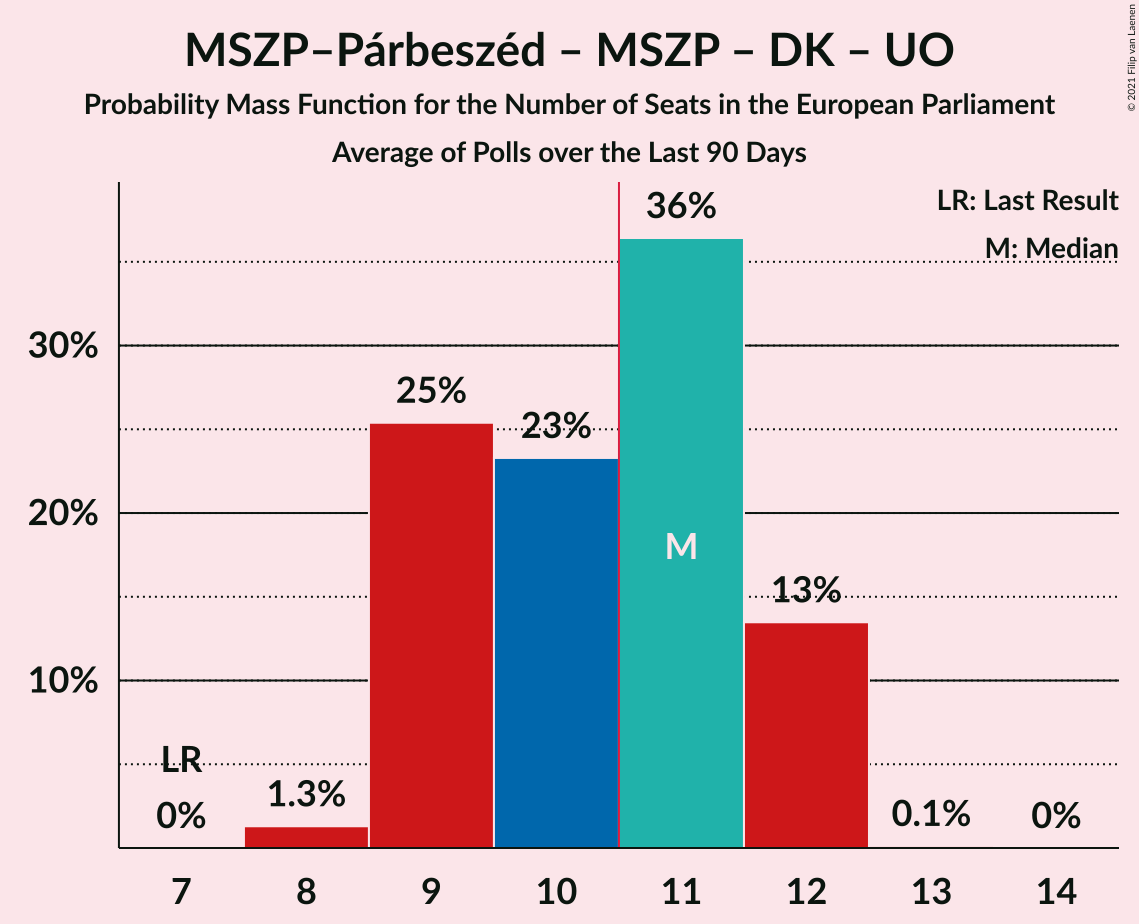 MSZP–Párbeszéd – MSZP – DK – UO
Probability Mass Function for the Number of Seats in the European Parliament
Average of Polls over the Last 90 Days
© 2021 Filip van Laenen
LR: Last Result
M: Median
36%
30%
25%
23%
20%
M
13%
10%
LR
0%
1.3%
0.1%
0%
7 8 9 10 11 12 13 14